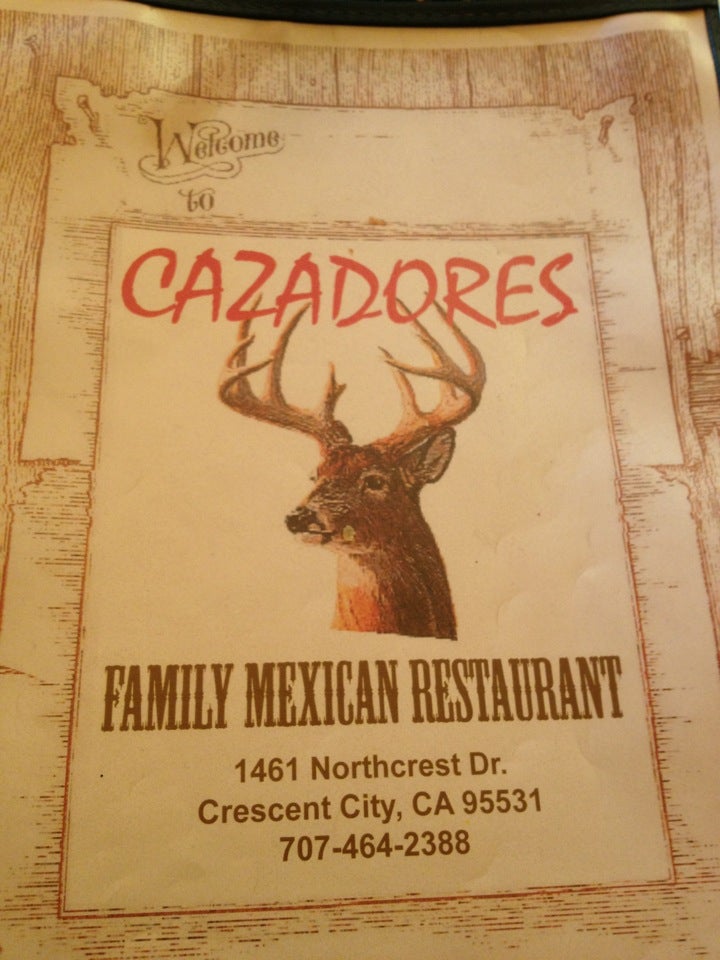 Welcome
to
CAZADORES
FAMILY MEXICAN RESTAURANT
1461 Northcrest Dr.
Crescent City, CA 95531
707-464-2388